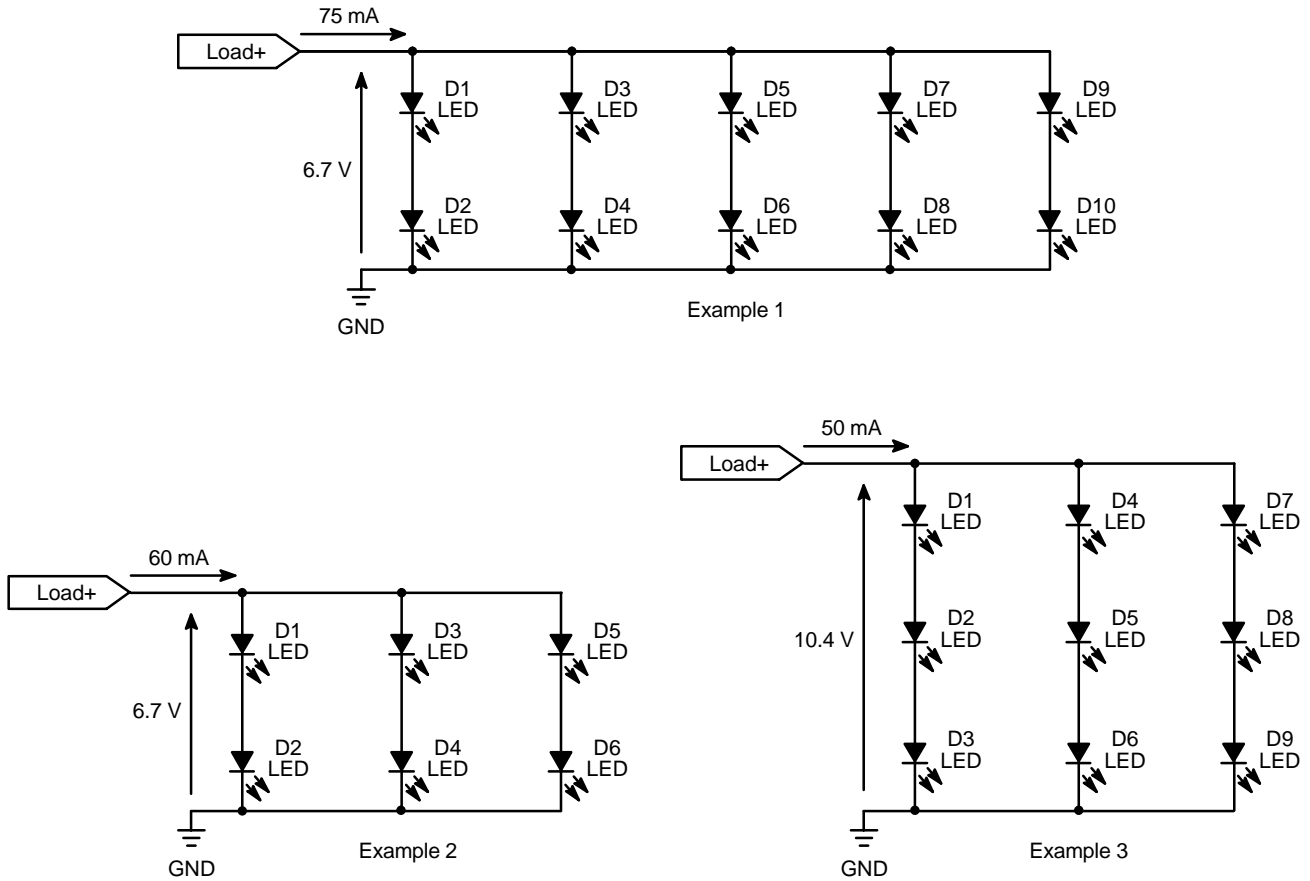 75 mA
Load+
D1
LED
D3
LED
D5
LED
D7
LED
D9
LED
6.7 V
D2
LED
D4
LED
D6
LED
D8
LED
D10
LED
GND
Example 1
60 mA
Load+
D1
LED
D3
LED
D5
LED
6.7 V
D2
LED
D4
LED
D6
LED
GND
Example 2
50 mA
Load+
D1
LED
D4
LED
D7
LED
10.4 V
D2
LED
D5
LED
D8
LED
D3
LED
D6
LED
D9
LED
GND
Example 3